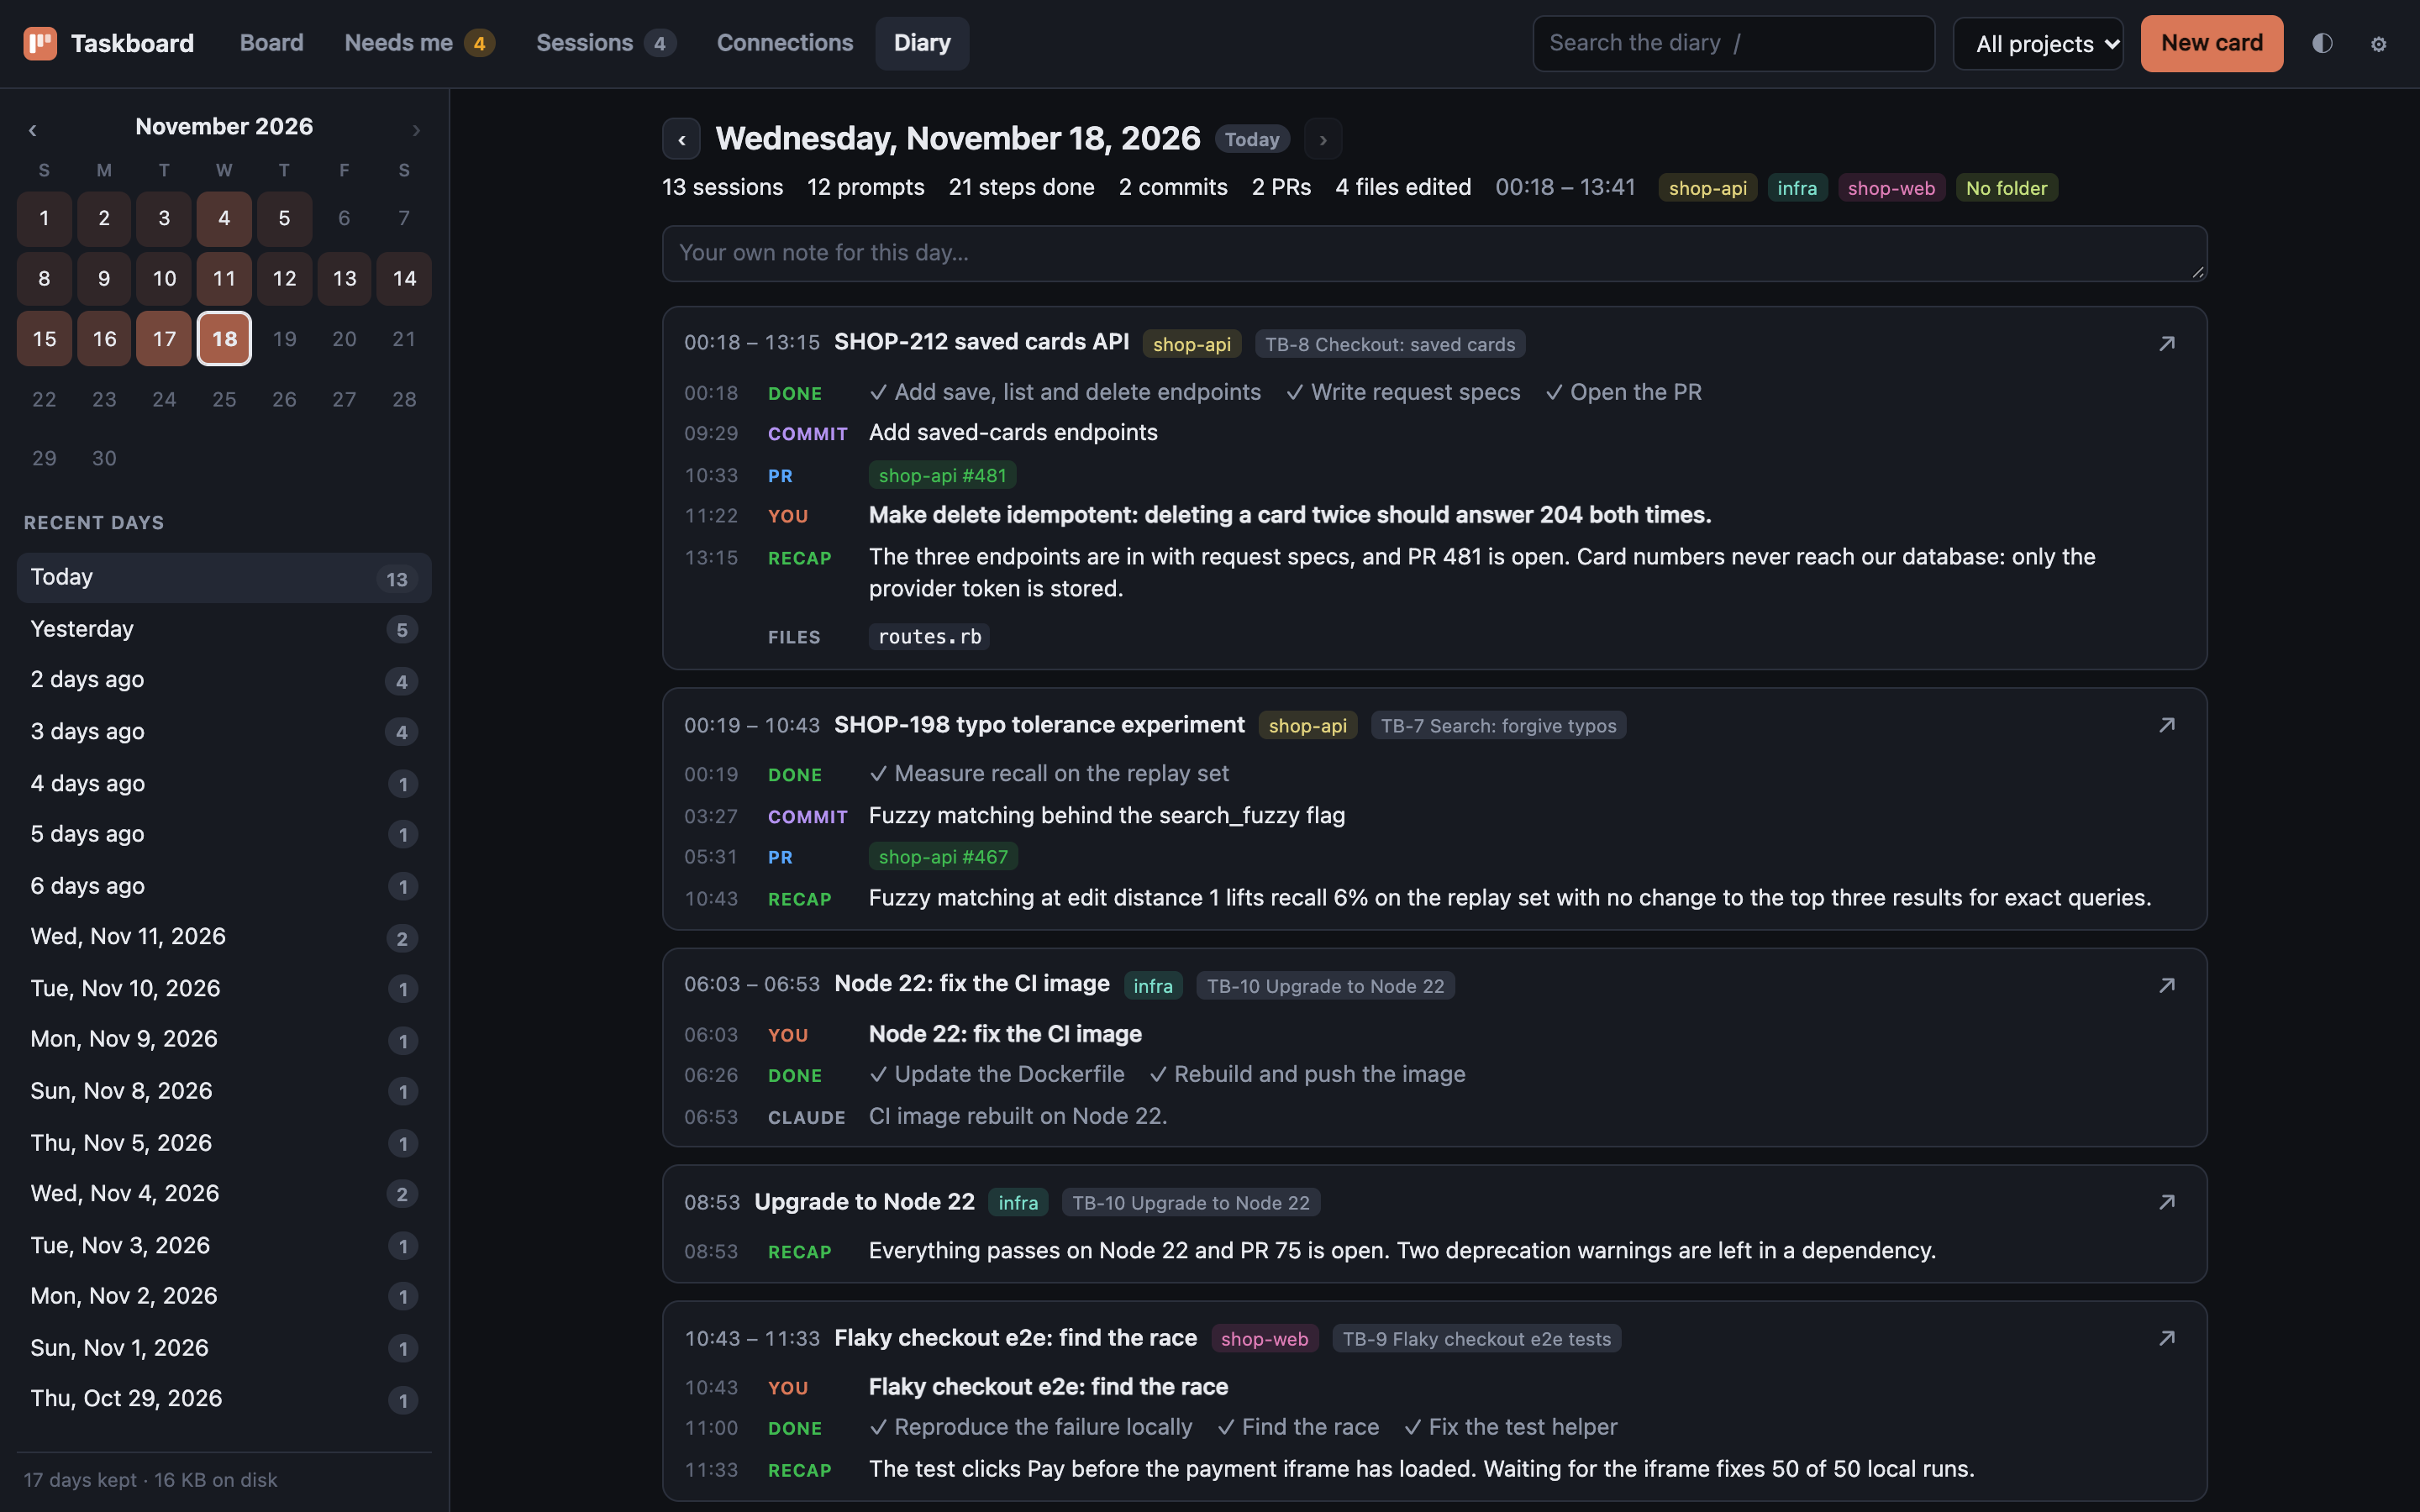 Taskboard Board Needs me 4 Sessions 4 Connections Diary Search the diary / All projects New card
November 2026
S M T W T F S
1 2 3 4 5 6 7
8 9 10 11 12 13 14
15 16 17 18 19 20 21
22 23 24 25 26 27 28
29 30
RECENT DAYS
Today 13
Yesterday 5
2 days ago 4
3 days ago 4
4 days ago 1
5 days ago 1
6 days ago 1
Wed, Nov 11, 2026 2
Tue, Nov 10, 2026 1
Mon, Nov 9, 2026 1
Sun, Nov 8, 2026 1
Thu, Nov 5, 2026 1
Wed, Nov 4, 2026 2
Tue, Nov 3, 2026 1
Mon, Nov 2, 2026 1
Sun, Nov 1, 2026 1
Thu, Oct 29, 2026 1
17 days kept · 16 KB on disk
Wednesday, November 18, 2026 Today
13 sessions 12 prompts 21 steps done 2 commits 2 PRs 4 files edited 00:18 – 13:41 shop-api infra shop-web No folder
Your own note for this day...
00:18 – 13:15 SHOP-212 saved cards API shop-api TB-8 Checkout: saved cards
00:18 DONE ✓ Add save, list and delete endpoints ✓ Write request specs ✓ Open the PR
09:29 COMMIT Add saved-cards endpoints
10:33 PR shop-api #481
11:22 YOU Make delete idempotent: deleting a card twice should answer 204 both times.
13:15 RECAP The three endpoints are in with request specs, and PR 481 is open. Card numbers never reach our database: only the
provider token is stored.
FILES routes.rb
00:19 – 10:43 SHOP-198 typo tolerance experiment shop-api TB-7 Search: forgive typos
00:19 DONE ✓ Measure recall on the replay set
03:27 COMMIT Fuzzy matching behind the search_fuzzy flag
05:31 PR shop-api #467
10:43 RECAP Fuzzy matching at edit distance 1 lifts recall 6% on the replay set with no change to the top three results for exact queries.
06:03 – 06:53 Node 22: fix the CI image infra TB-10 Upgrade to Node 22
06:03 YOU Node 22: fix the CI image
06:26 DONE ✓ Update the Dockerfile ✓ Rebuild and push the image
06:53 CLAUDE CI image rebuilt on Node 22.
08:53 Upgrade to Node 22 infra TB-10 Upgrade to Node 22
08:53 RECAP Everything passes on Node 22 and PR 75 is open. Two deprecation warnings are left in a dependency.
10:43 – 11:33 Flaky checkout e2e: find the race shop-web TB-9 Flaky checkout e2e tests
10:43 YOU Flaky checkout e2e: find the race
11:00 DONE ✓ Reproduce the failure locally ✓ Find the race ✓ Fix the test helper
11:33 RECAP The test clicks Pay before the payment iframe has loaded. Waiting for the iframe fixes 50 of 50 local runs.